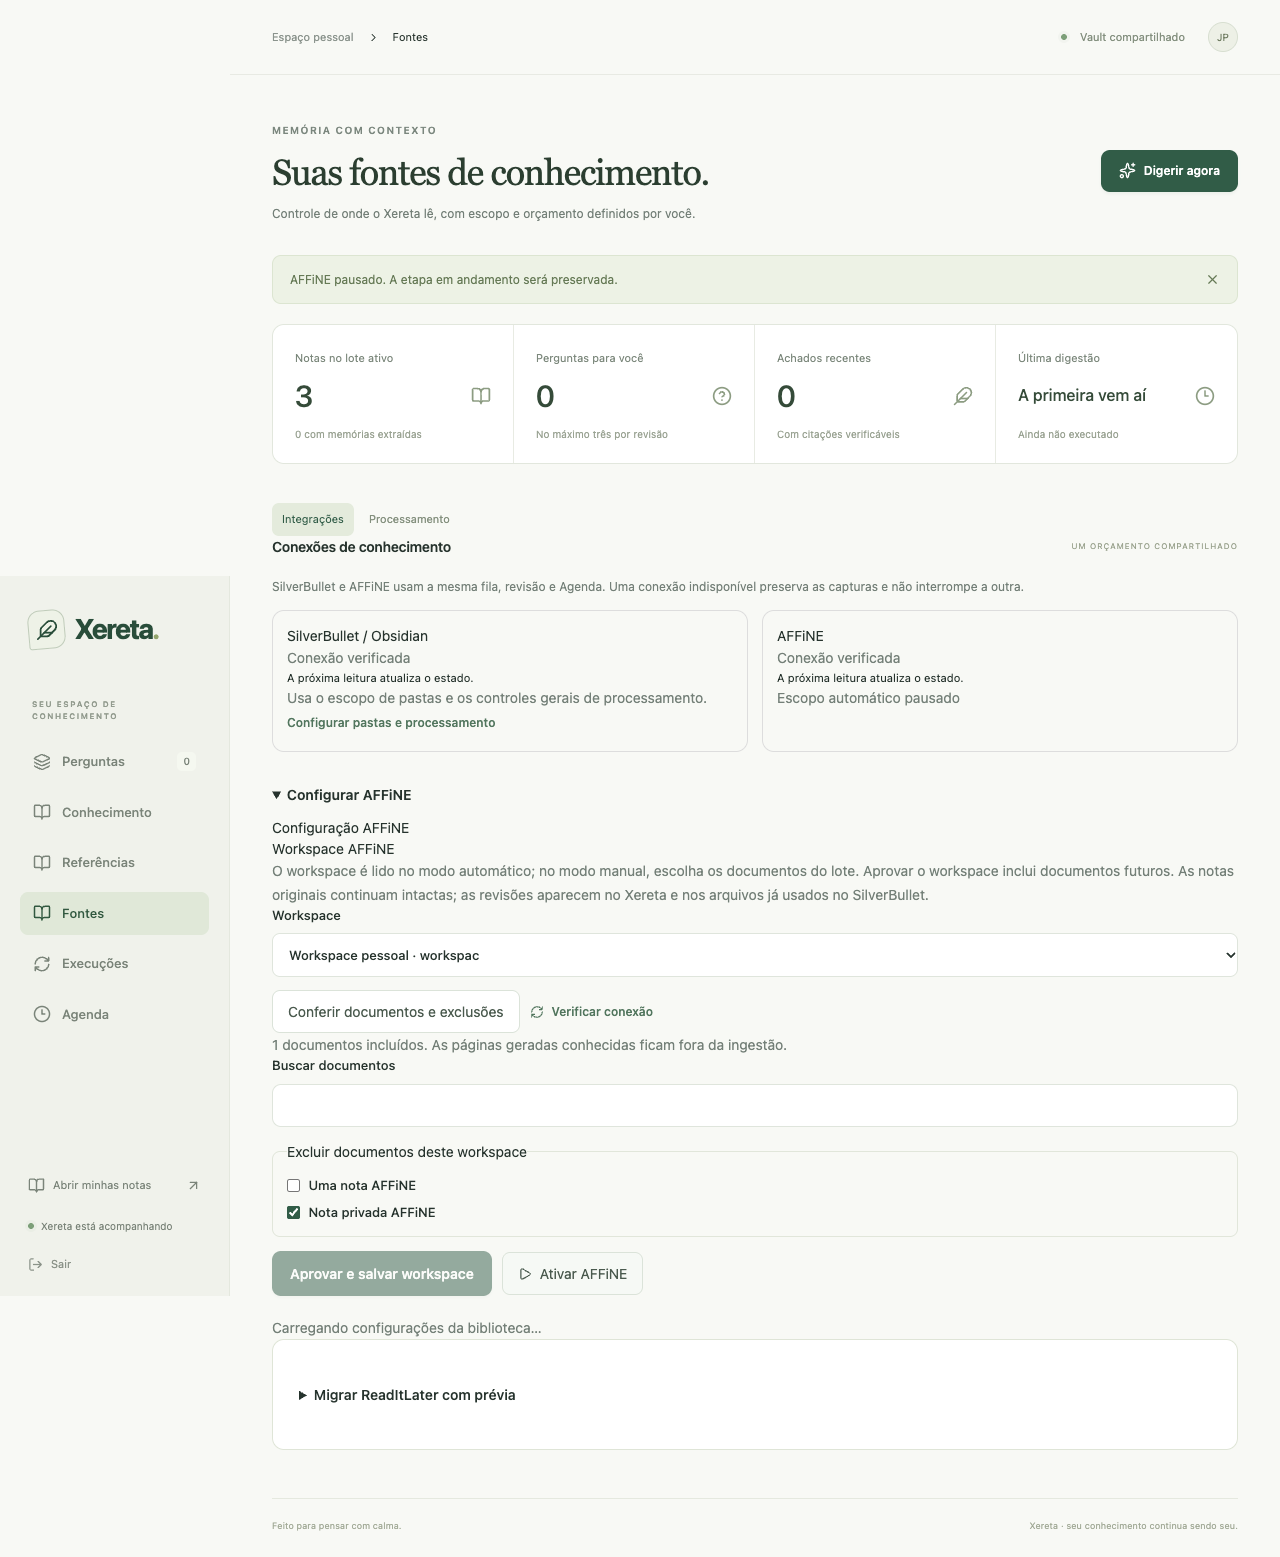 Espaço pessoal
Fontes
Vault compartilhado
JP
MEMÓRIA COM CONTEXTO
Suas fontes de conhecimento.
Controle de onde o Xereta lê, com escopo e orçamento definidos por você.
Digerir agora
AFFiNE pausado. A etapa em andamento será preservada.
Notas no lote ativo
3
0 com memórias extraídas
Perguntas para você
0
No máximo três por revisão
Achados recentes
0
Com citações verificáveis
Última digestão
A primeira vem aí
Ainda não executado
Integrações
Processamento
Conexões de conhecimento
UM ORÇAMENTO COMPARTILHADO
SilverBullet e AFFiNE usam a mesma fila, revisão e Agenda. Uma conexão indisponível preserva as capturas e não interrompe a outra.
SilverBullet / Obsidian
Conexão verificada
A próxima leitura atualiza o estado.
Usa o escopo de pastas e os controles gerais de processamento.
Configurar pastas e processamento
AFFiNE
Conexão verificada
A próxima leitura atualiza o estado.
Escopo automático pausado
Xereta.
SEU ESPAÇO DE
CONHECIMENTO
Perguntas
0
Conhecimento
Referências
Fontes
Execuções
Agenda
Abrir minhas notas
Xereta está acompanhando
Sair
Configurar AFFiNE
Configuração AFFiNE
Workspace AFFiNE
O workspace é lido no modo automático; no modo manual, escolha os documentos do lote. Aprovar o workspace inclui documentos futuros. As notas
originais continuam intactas; as revisões aparecem no Xereta e nos arquivos já usados no SilverBullet.
Workspace
Workspace pessoal · workspac
Conferir documentos e exclusões
Verificar conexão
1 documentos incluídos. As páginas geradas conhecidas ficam fora da ingestão.
Buscar documentos
Excluir documentos deste workspace
Uma nota AFFiNE
Nota privada AFFiNE
Aprovar e salvar workspace
Ativar AFFiNE
Carregando configurações da biblioteca...
Migrar ReadItLater com prévia
Feito para pensar com calma.
Xereta · seu conhecimento continua sendo seu.